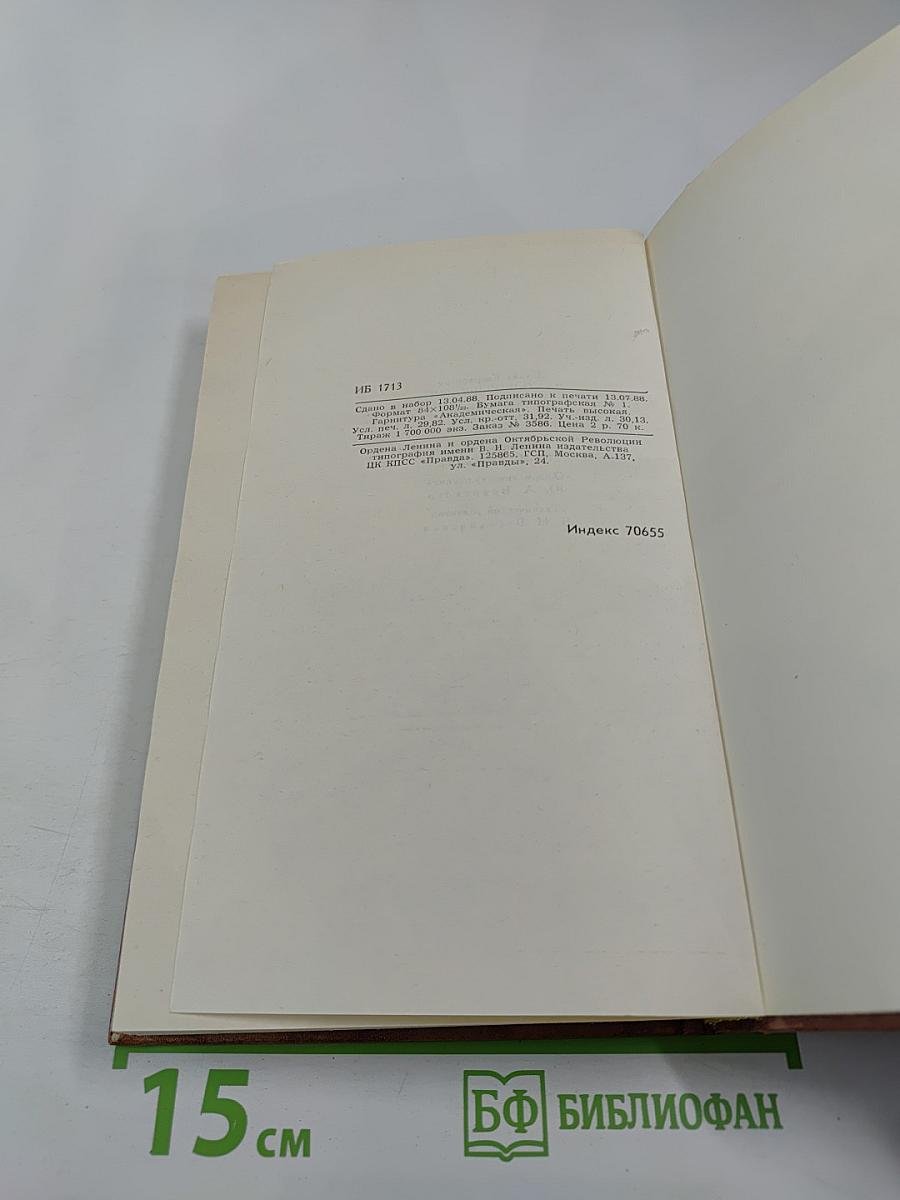 ИБ 1713
Сдано в набор 13.04.88. Подписано к печати 13.07.88.
Формат 84×108¹/₃₂. Бумага типографская № 1.
Гарнитура «Академическая». Печать высокая.
Усл. печ. л. 29,82. Усл. кр.-отт. 31,92. Уч.-изд. л. 30,13.
Тираж 1 700 000 экз. Заказ № 3586. Цена 2 р. 70 к.
Ордена Ленина и ордена Октябрьской Революции
типография имени В. И. Ленина издательства
ЦК КПСС «Правда». 125865, ГСП, Москва, А-137,
ул. «Правды», 24.
Индекс 70655
15 см
БФ БИБЛИОФАН